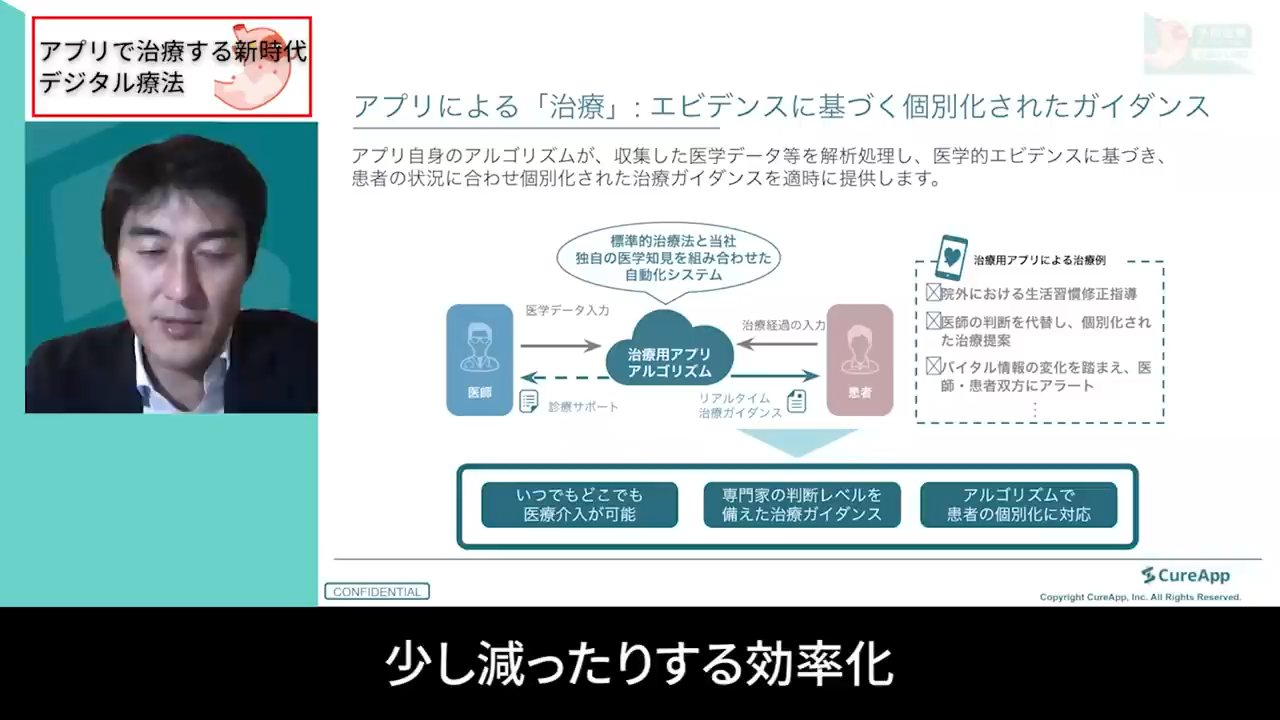 アプリで治療する新時代
デジタル療法
アプリによる「治療」: エビデンスに基づく個別化されたガイダンス
アプリ自身のアルゴリズムが、収集した医学データ等を解析処理し、医学的エビデンスに基づき、
患者の状況に合わせ個別化された治療ガイダンスを適時に提供します。
標準的治療法と当社
独自の医学知見を組み合わせた
自動化システム
医学データ入力
治療経過の入力
治療用アプリ
アルゴリズム
医師
患者
診療サポート
リアルタイム
治療ガイダンス
治療用アプリによる治療例
院外における生活習慣修正指導
医師の判断を代替し、個別化され
た治療提案
バイタル情報の変化を踏まえ、医
師・患者双方にアラート
いつでもどこでも
医療介入が可能
専門家の判断レベルを
備えた治療ガイダンス
アルゴリズムで
患者の個別化に対応
CONFIDENTIAL
CureApp
Copyright CureApp, Inc. All Rights Reserved.
少し減ったりする効率化